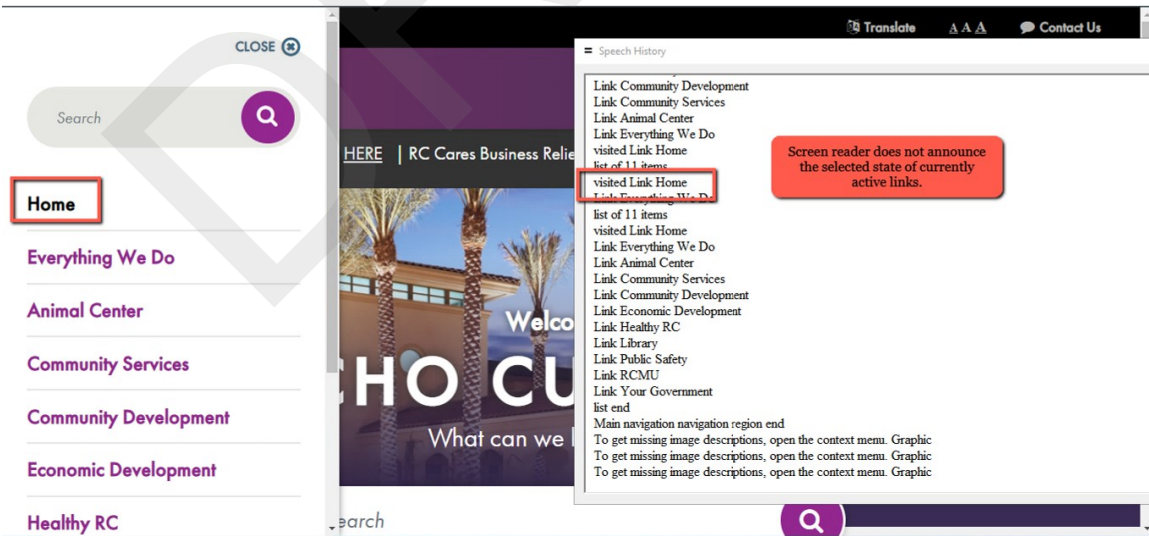 CLOSE
Search
Home
Everything We Do
Animal Center
Community Services
Community Development
Economic Development
Healthy RC
Translate A A A Contact Us
HERE | RC Cares Business Relie
Welco
HO CU
What can we
earch
Speech History
Link Community Development
Link Community Services
Link Animal Center
Link Everything We Do
visited Link Home
list of 11 items
visited Link Home
Link Everything We Do
list of 11 items
visited Link Home
Link Everything We Do
Link Animal Center
Link Community Services
Link Community Development
Link Economic Development
Link Healthy RC
Link Library
Link Public Safety
Link RCMU
Link Your Government
list end
Main navigation navigation region end
To get missing image descriptions, open the context menu. Graphic
To get missing image descriptions, open the context menu. Graphic
To get missing image descriptions, open the context menu. Graphic
Screen reader does not announce
the selected state of currently
active links.